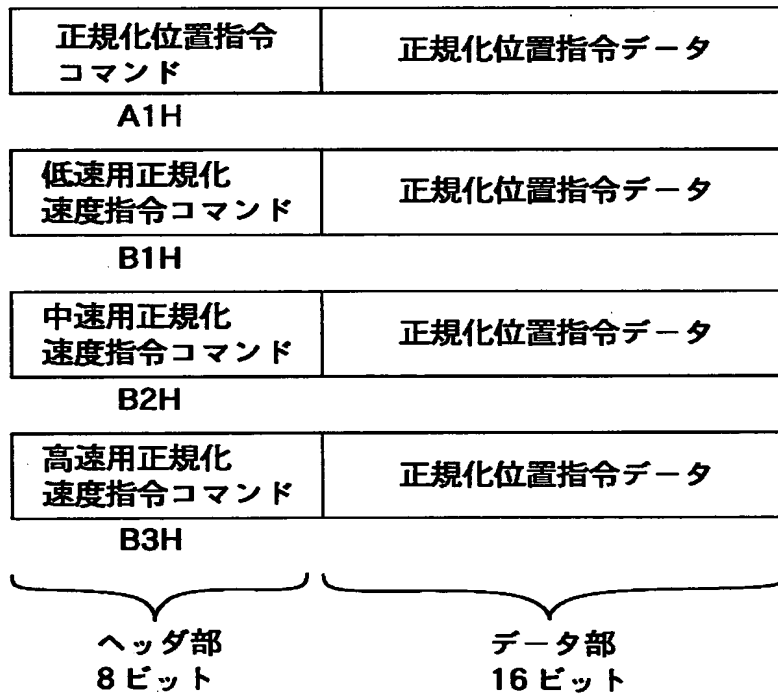 正規化位置指令
コマンド
正規化位置指令データ
A1H
低速用正規化
速度指令コマンド
正規化位置指令データ
B1H
中速用正規化
速度指令コマンド
正規化位置指令データ
B2H
高速用正規化
速度指令コマンド
正規化位置指令データ
B3H
ヘッダ部
8 ビット
データ部
16 ビット